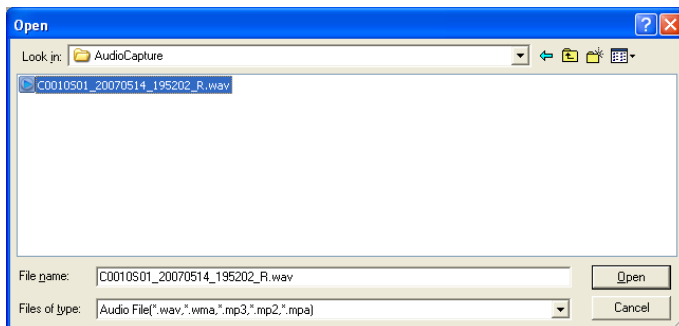 Open
Look in: AudioCapture
C0010S01_20070514_195202_R.wav
File name: C0010S01_20070514_195202_R.wav Open
Files of type: Audio File(*.wav,*.wma,*.mp3,*.mp2,*.mpa) Cancel